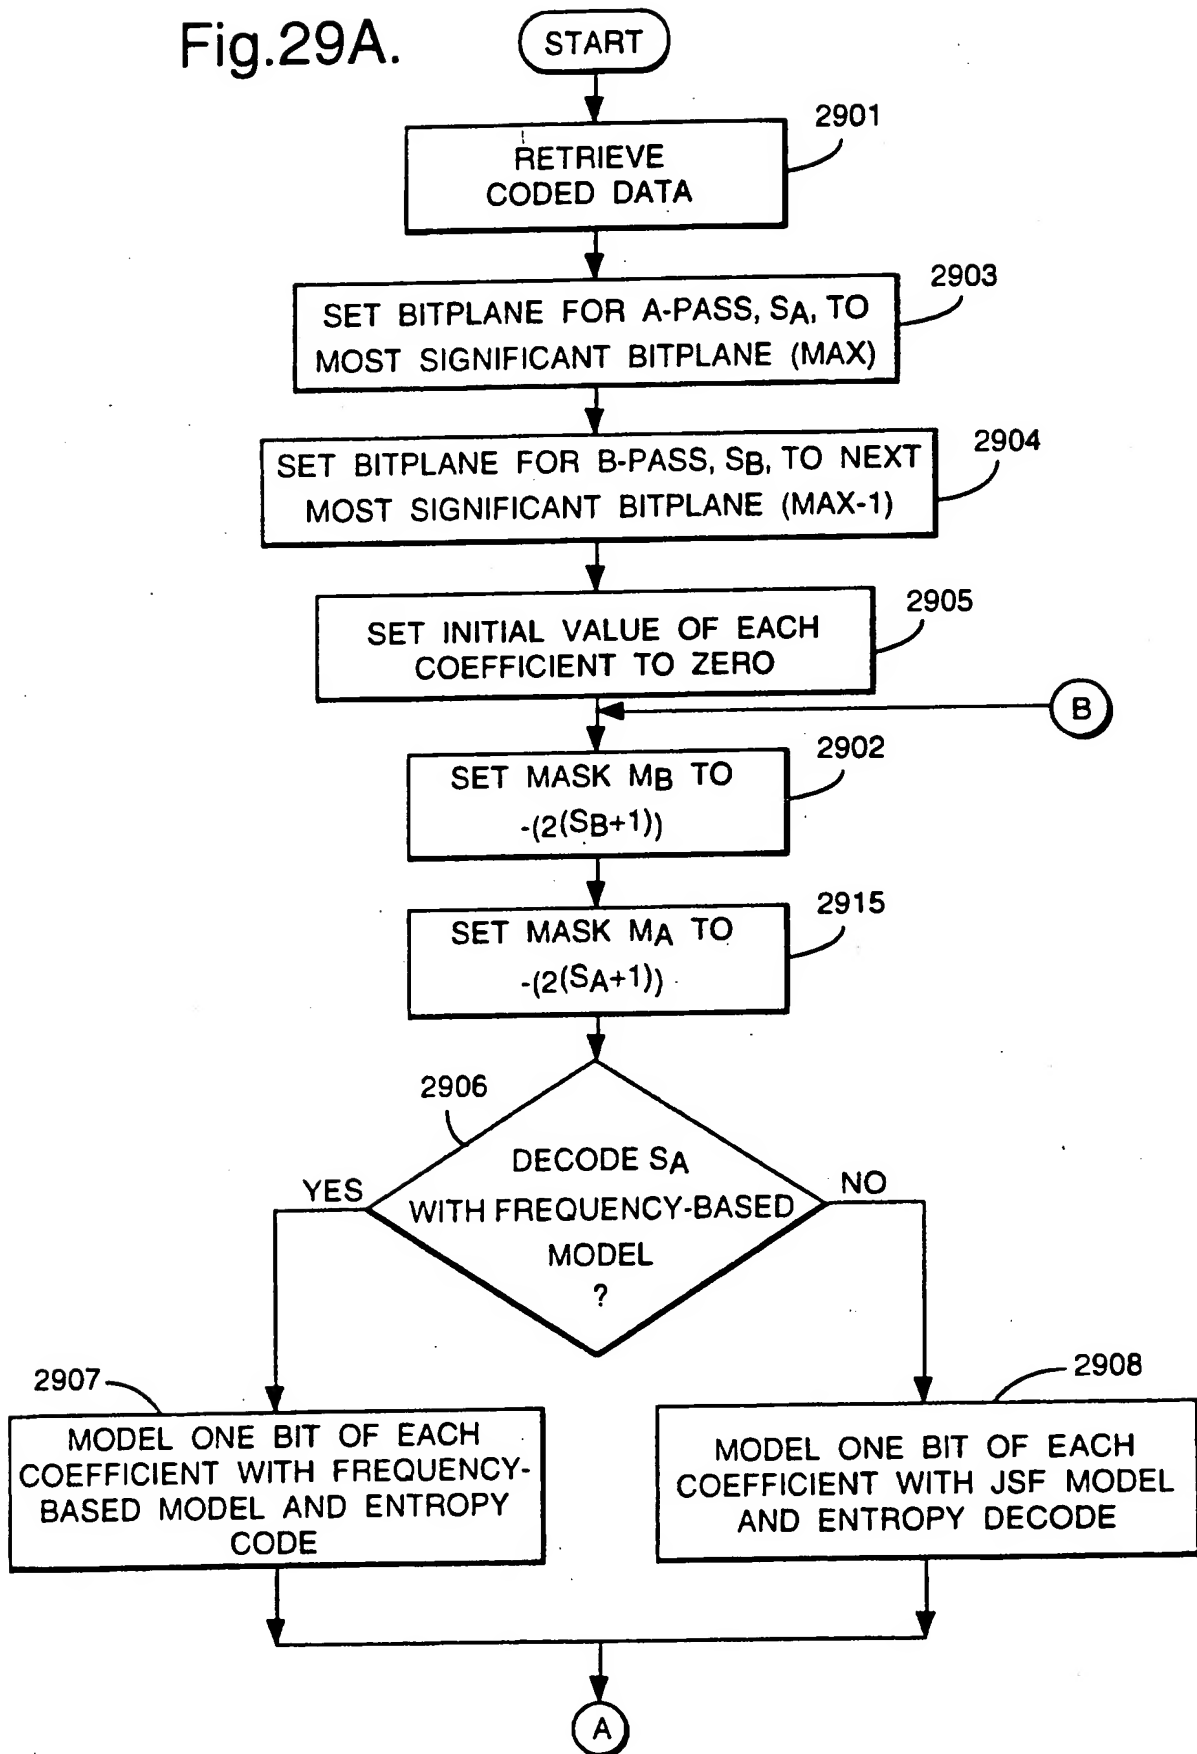 Fig.29A.
START
2901
RETRIEVE
CODED DATA
2903
SET BITPLANE FOR A-PASS, SA, TO
MOST SIGNIFICANT BITPLANE (MAX)
2904
SET BITPLANE FOR B-PASS, SB, TO NEXT
MOST SIGNIFICANT BITPLANE (MAX-1)
2905
SET INITIAL VALUE OF EACH
COEFFICIENT TO ZERO
B
2902
SET MASK MB TO
-(2(SB+1))
2915
SET MASK MA TO
-(2(SA+1))
2906
DECODE SA
WITH FREQUENCY-BASED
MODEL
?
YES
NO
2907
MODEL ONE BIT OF EACH
COEFFICIENT WITH FREQUENCY-
BASED MODEL AND ENTROPY
CODE
2908
MODEL ONE BIT OF EACH
COEFFICIENT WITH JSF MODEL
AND ENTROPY DECODE
A